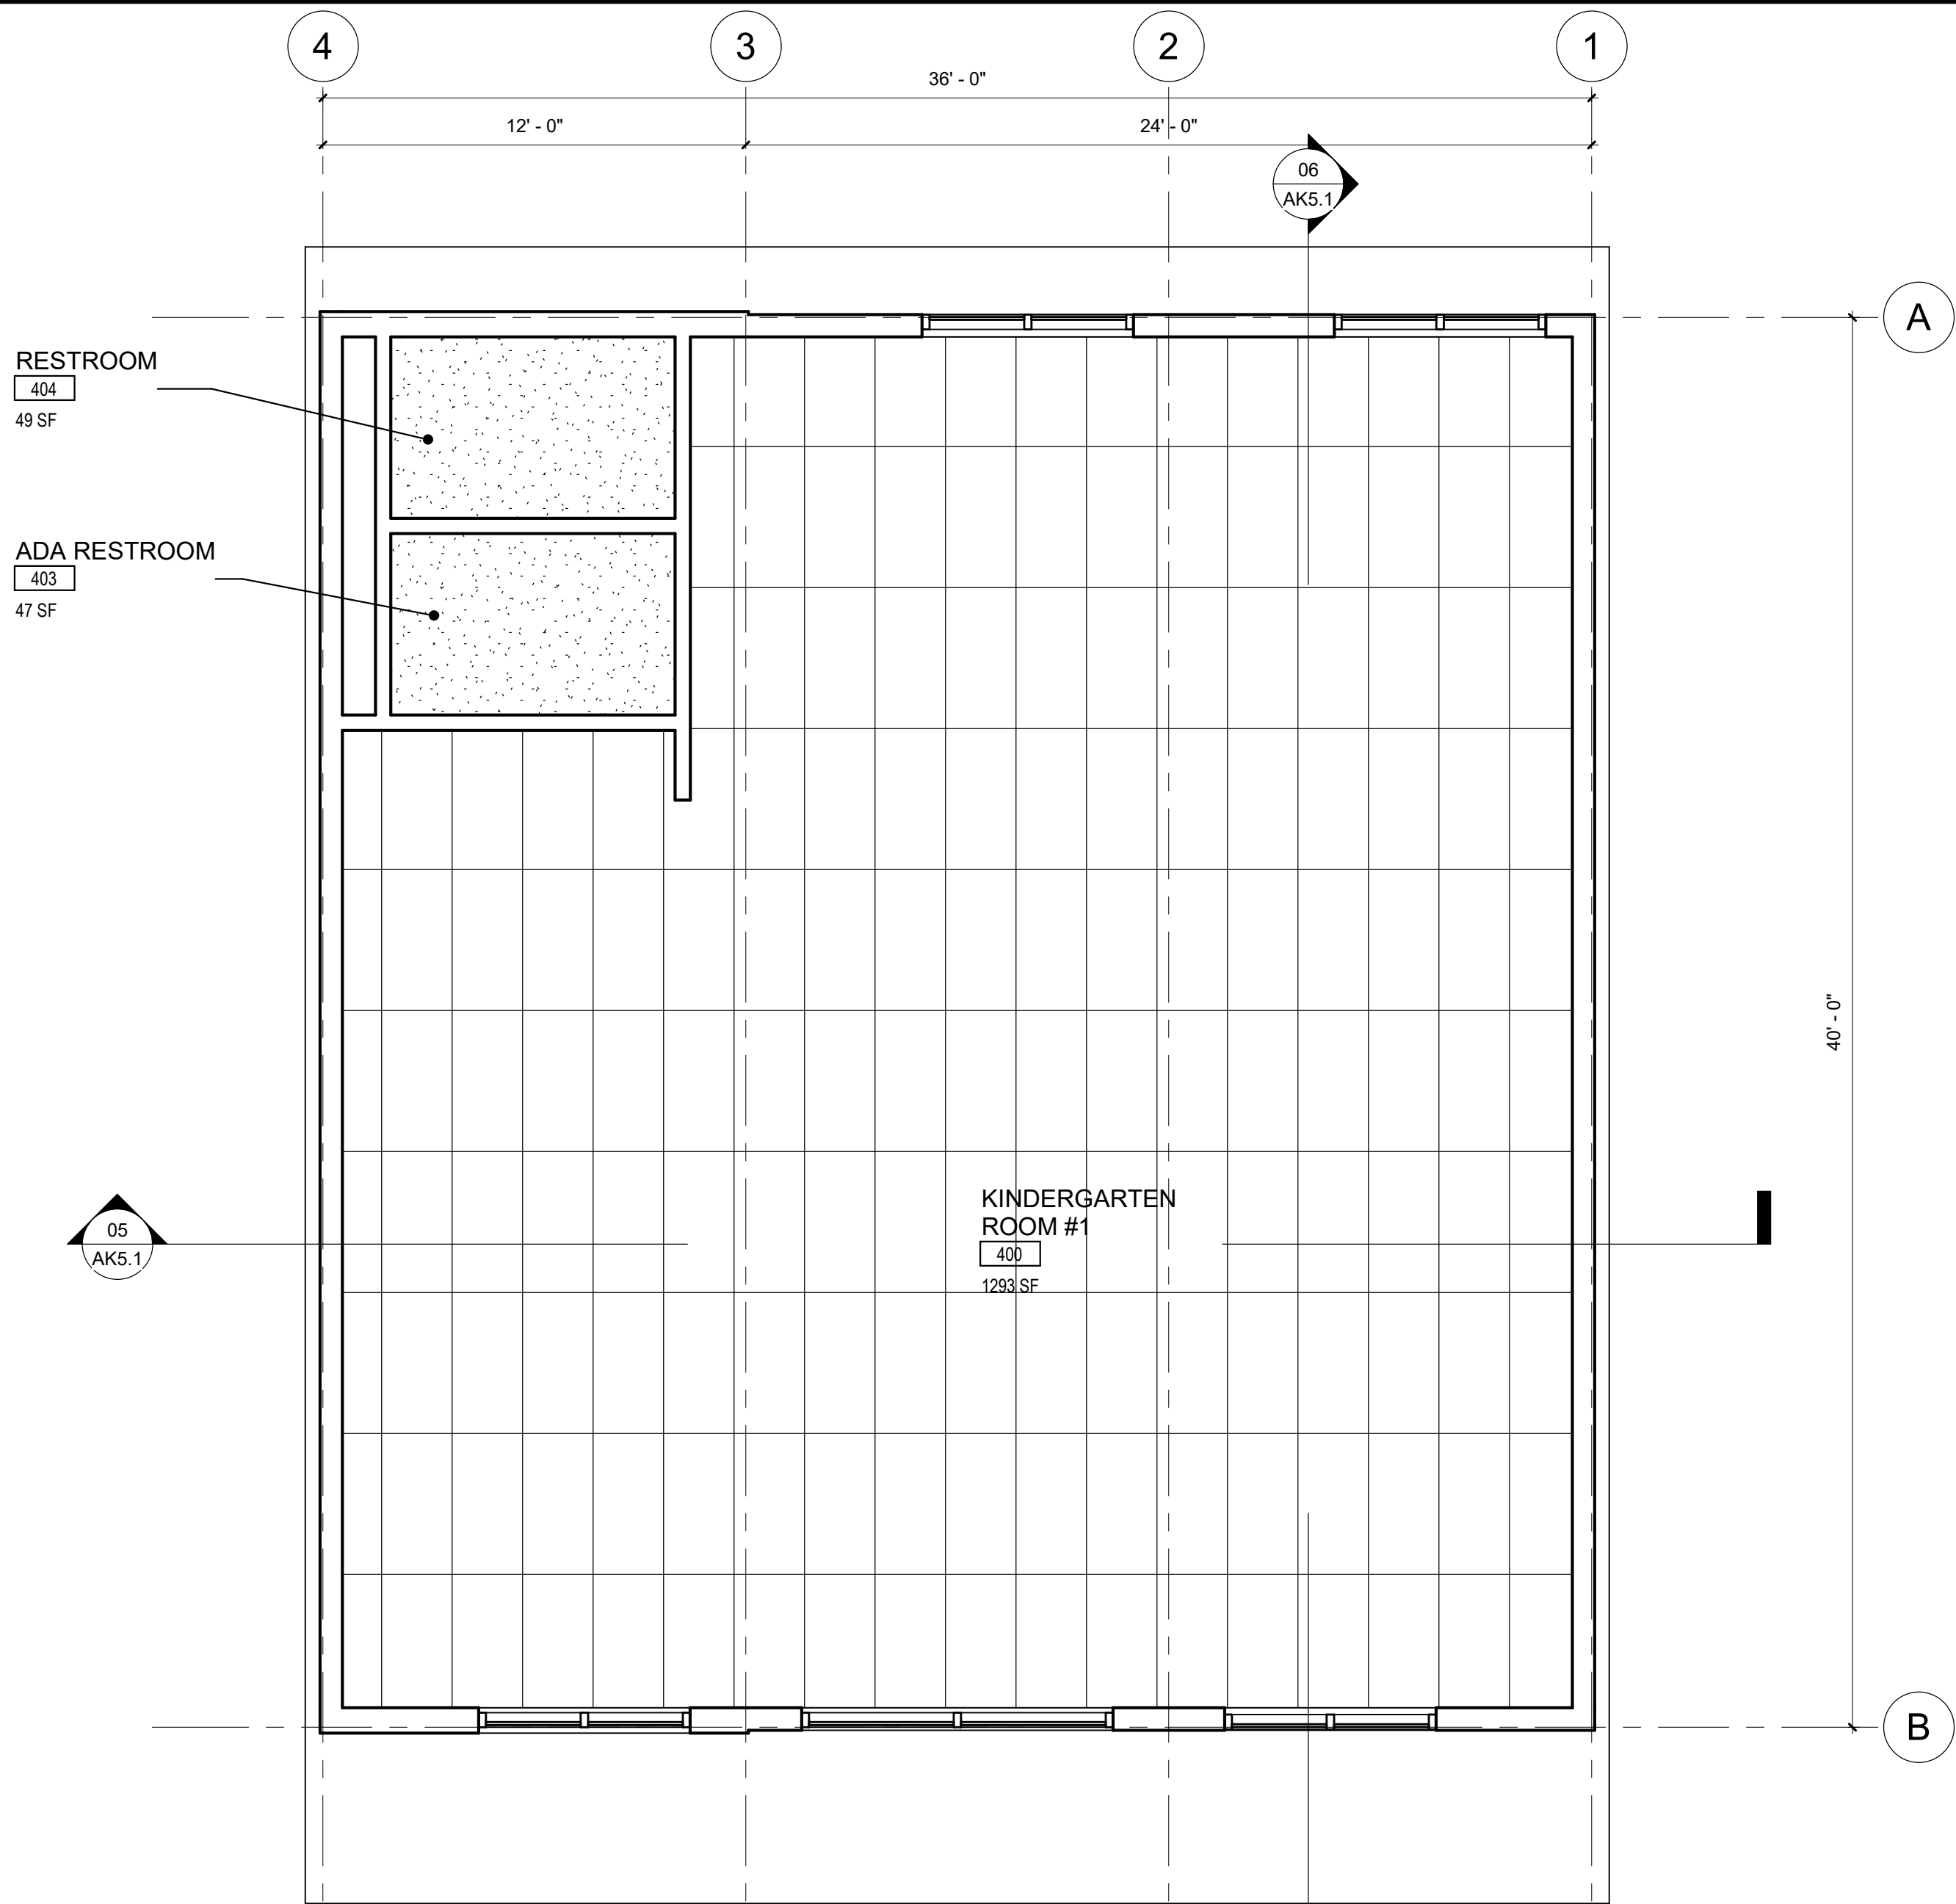 4
3
2
1
36' - 0"
12' - 0"
24' - 0"
06
AK5.1
A
RESTROOM
404
49 SF
ADA RESTROOM
403
47 SF
40' - 0"
KINDERGARTEN
ROOM #1
400
1293 SF
05
AK5.1
B